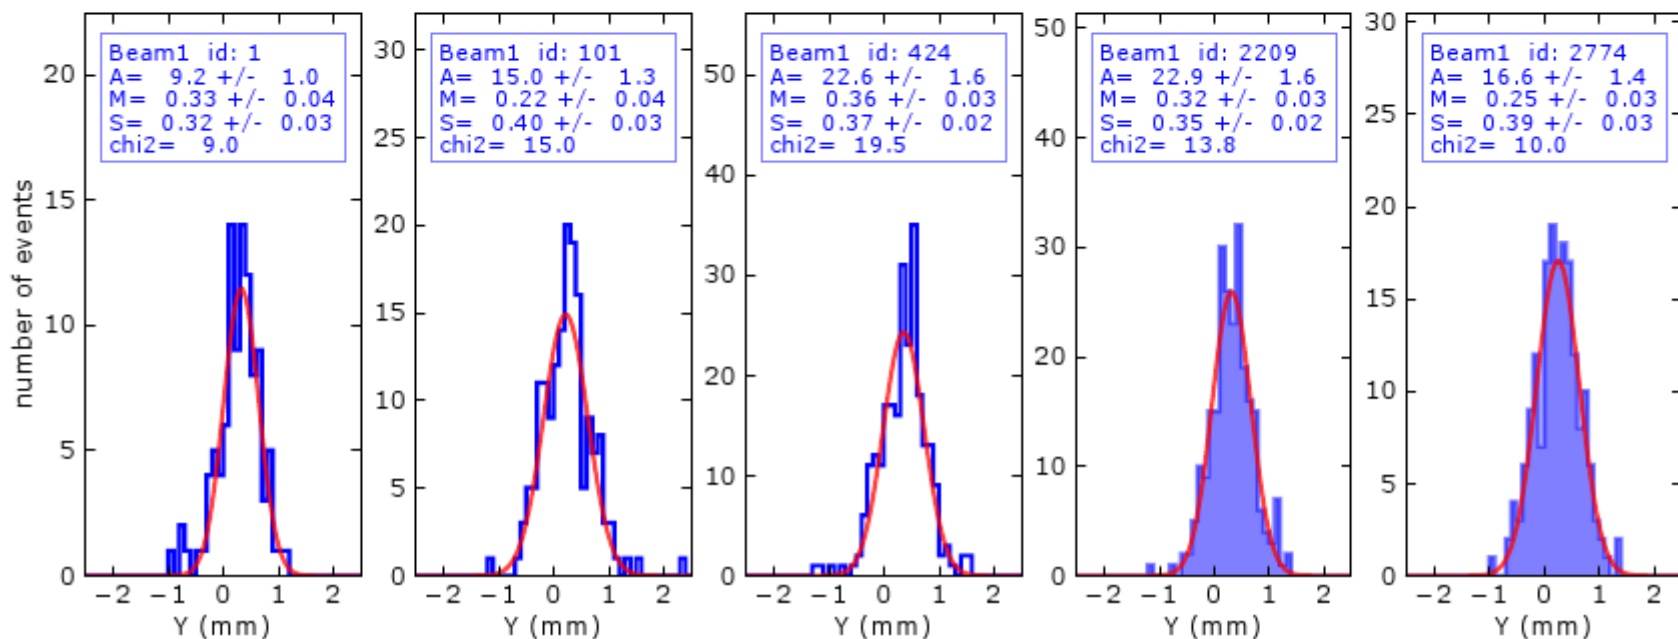 Beam1 id: 1
A= 9.2 +/- 1.0
M= 0.33 +/- 0.04
S= 0.32 +/- 0.03
chi2= 9.0
20
15
10
5
0
number of events
−2 −1 0 1 2
Y (mm)
Beam1 id: 101
A= 15.0 +/- 1.3
M= 0.22 +/- 0.04
S= 0.40 +/- 0.03
chi2= 15.0
30
25
20
15
10
5
0
−2 −1 0 1 2
Y (mm)
Beam1 id: 424
A= 22.6 +/- 1.6
M= 0.36 +/- 0.03
S= 0.37 +/- 0.02
chi2= 19.5
50
40
30
20
10
0
−2 −1 0 1 2
Y (mm)
Beam1 id: 2209
A= 22.9 +/- 1.6
M= 0.32 +/- 0.03
S= 0.35 +/- 0.02
chi2= 13.8
50
40
30
20
10
0
−2 −1 0 1 2
Y (mm)
Beam1 id: 2774
A= 16.6 +/- 1.4
M= 0.25 +/- 0.03
S= 0.39 +/- 0.03
chi2= 10.0
30
25
20
15
10
5
0
−2 −1 0 1 2
Y (mm)